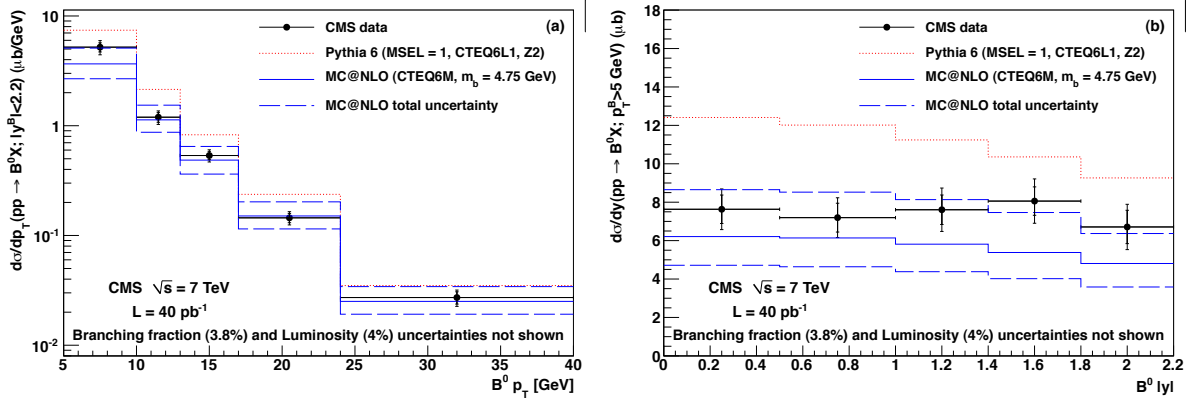 dσ/dp_T(pp → B⁰X; |y^B|<2.2) (μb/GeV)
10
1
10⁻¹
10⁻²
(a)
CMS data
Pythia 6 (MSEL = 1, CTEQ6L1, Z2)
MC@NLO (CTEQ6M, m_b = 4.75 GeV)
MC@NLO total uncertainty
CMS √s = 7 TeV
L = 40 pb⁻¹
Branching fraction (3.8%) and Luminosity (4%) uncertainties not shown
5 10 15 20 25 30 35 40
B⁰ p_T [GeV]
dσ/dy(pp → B⁰X; p_T^B>5 GeV) (μb)
18
16
14
12
10
8
6
4
2
0
(b)
CMS data
Pythia 6 (MSEL = 1, CTEQ6L1, Z2)
MC@NLO (CTEQ6M, m_b = 4.75 GeV)
MC@NLO total uncertainty
CMS √s = 7 TeV
L = 40 pb⁻¹
Branching fraction (3.8%) and Luminosity (4%) uncertainties not shown
0 0.2 0.4 0.6 0.8 1 1.2 1.4 1.6 1.8 2 2.2
B⁰ |y|